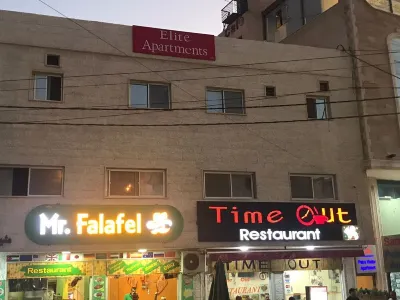 Elite
Apartments
Mr. Falafel
Time Out
Restaurant
Restaurant
TIME OUT